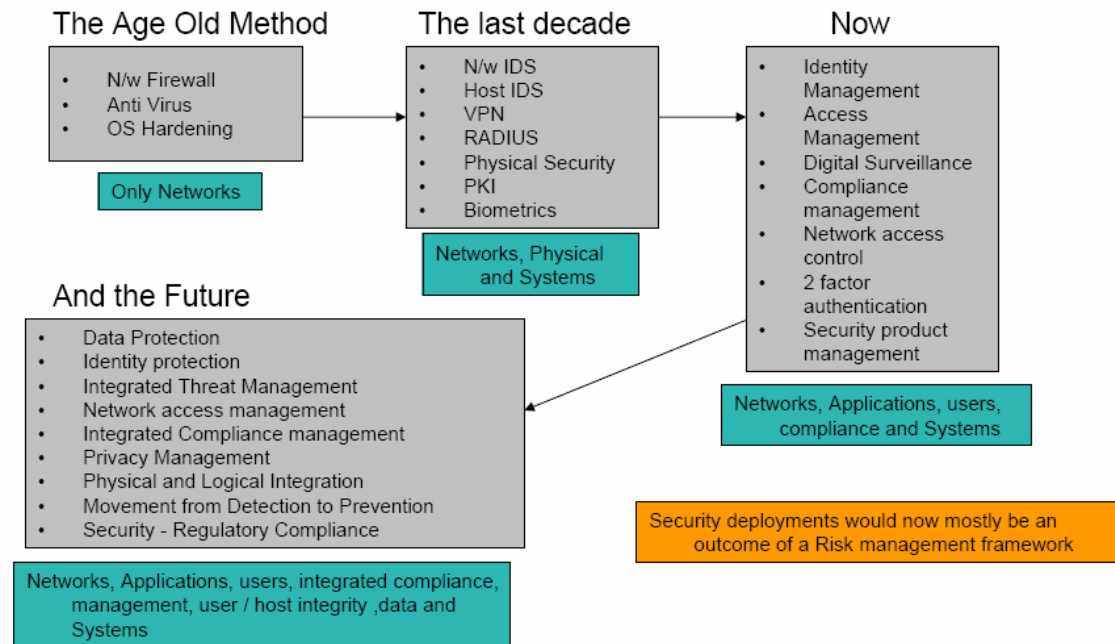 The Age Old Method
• N/w Firewall
• Anti Virus
• OS Hardening
Only Networks
The last decade
• N/w IDS
• Host IDS
• VPN
• RADIUS
• Physical Security
• PKI
• Biometrics
Networks, Physical
and Systems
Now
• Identity
Management
• Access
Management
• Digital Surveillance
• Compliance
management
• Network access
control
• 2 factor
authentication
• Security product
management
Networks, Applications, users,
compliance and Systems
And the Future
• Data Protection
• Identity protection
• Integrated Threat Management
• Network access management
• Integrated Compliance management
• Privacy Management
• Physical and Logical Integration
• Movement from Detection to Prevention
• Security - Regulatory Compliance
Networks, Applications, users, integrated compliance,
management, user / host integrity ,data and
Systems
Security deployments would now mostly be an
outcome of a Risk management framework